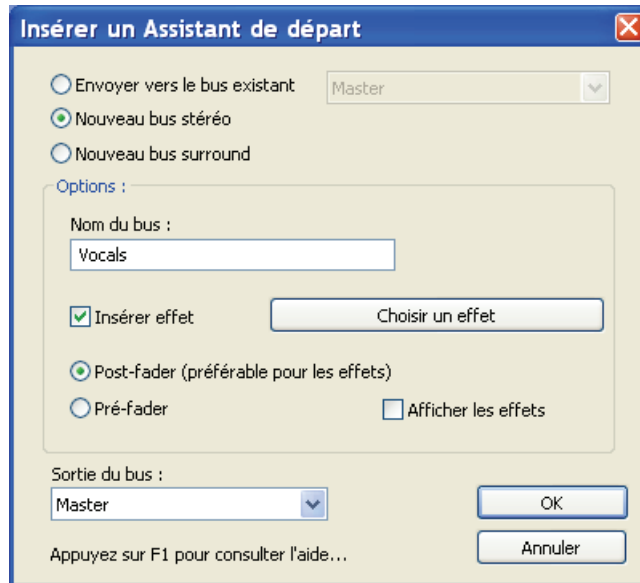 Insérer un Assistant de départ
Envoyer vers le bus existant
Master
Nouveau bus stéréo
Nouveau bus surround
Options :
Nom du bus :
Vocals
Insérer effet
Choisir un effet
Post-fader (préférable pour les effets)
Pré-fader
Afficher les effets
Sortie du bus :
Master
OK
Appuyez sur F1 pour consulter l'aide...
Annuler